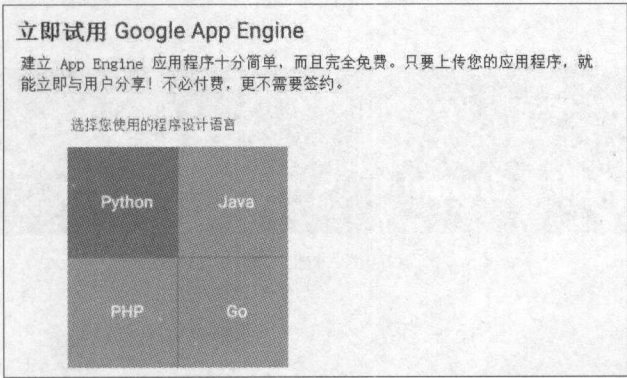 立即试用 Google App Engine
建立 App Engine 应用程序十分简单，而且完全免费。只要上传您的应用程序，就
能立即与用户分享！不必付费，更不需要签约。
选择您使用的程序设计语言
Python Java
PHP Go